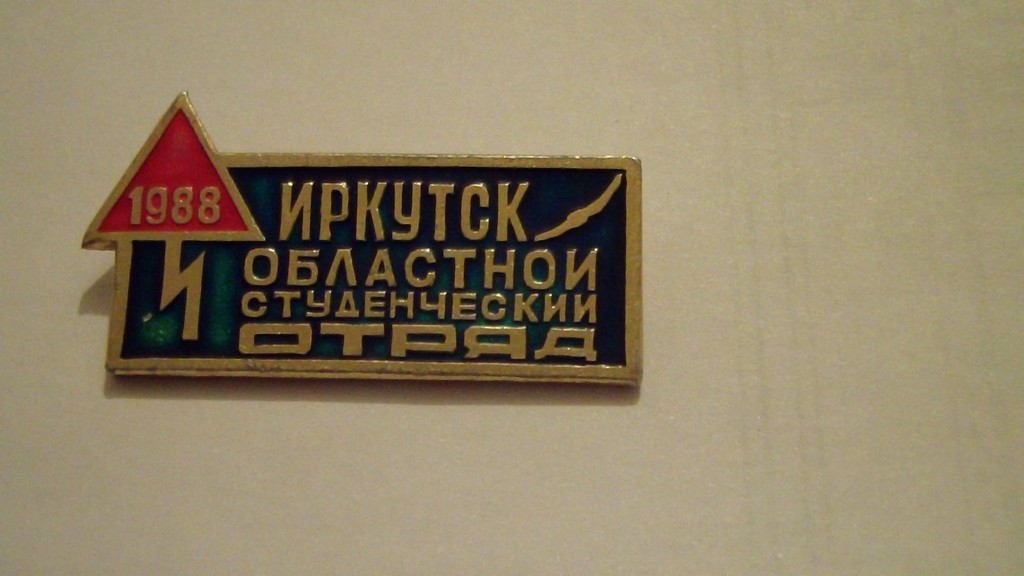 1988
ИРКУТСК
ОБЛАСТНОЙ
СТУДЕНЧЕСКИЙ
ОТРЯД